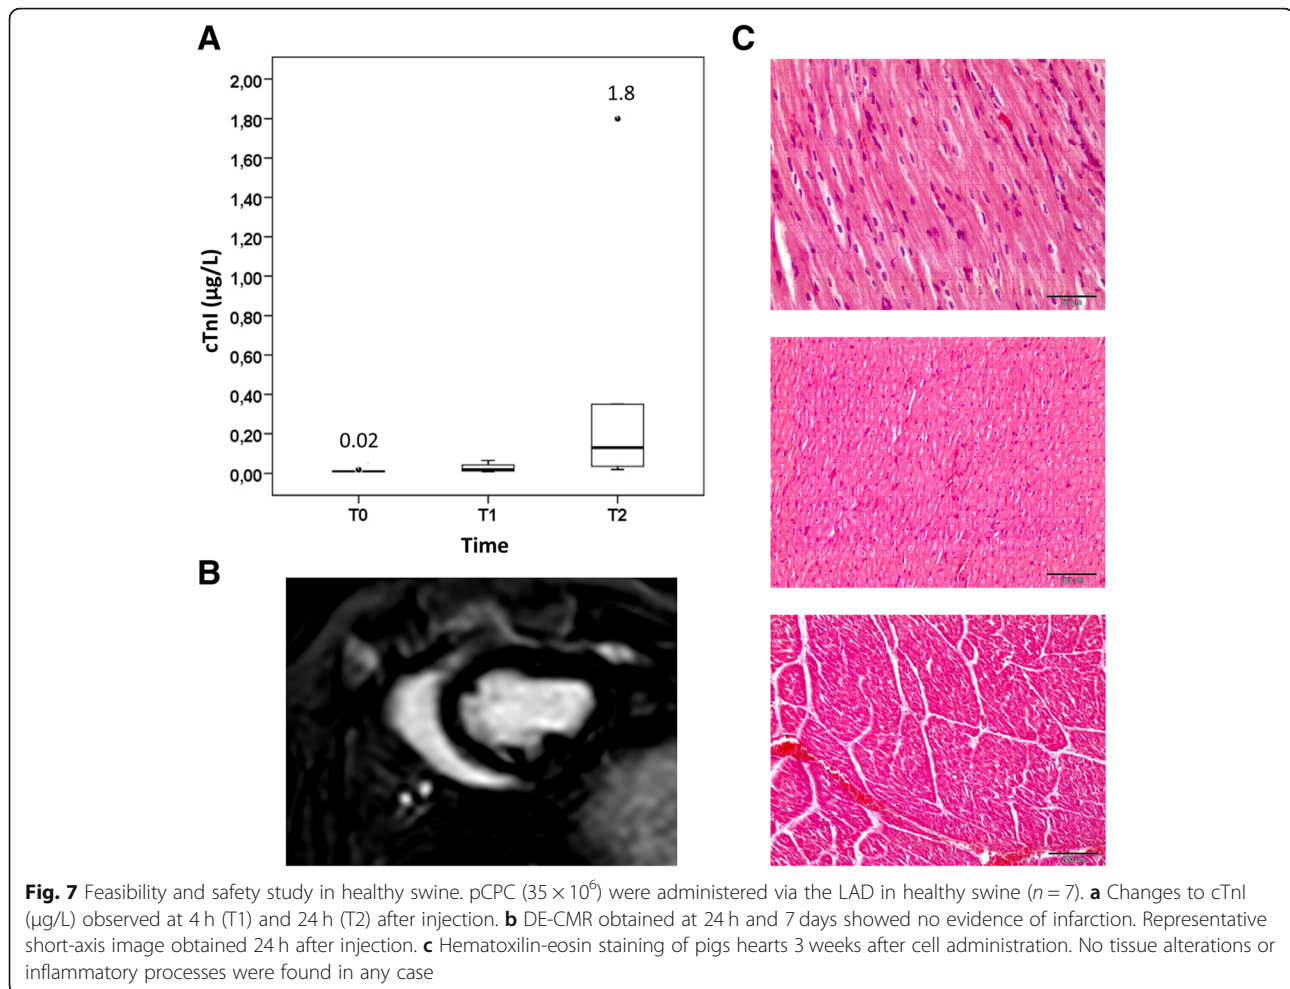 A
C
2,00
1,80
1,60
1,40
1,20
1,00
0,80
0,60
0,40
0,20
0,00
cTnI (µg/L)
0.02
1.8
T0
T1
T2
Time
B
Fig. 7 Feasibility and safety study in healthy swine. pCPC (35 × 10⁶) were administered via the LAD in healthy swine (n = 7). a Changes to cTnI
(µg/L) observed at 4 h (T1) and 24 h (T2) after injection. b DE-CMR obtained at 24 h and 7 days showed no evidence of infarction. Representative
short-axis image obtained 24 h after injection. c Hematoxilin-eosin staining of pigs hearts 3 weeks after cell administration. No tissue alterations or
inflammatory processes were found in any case